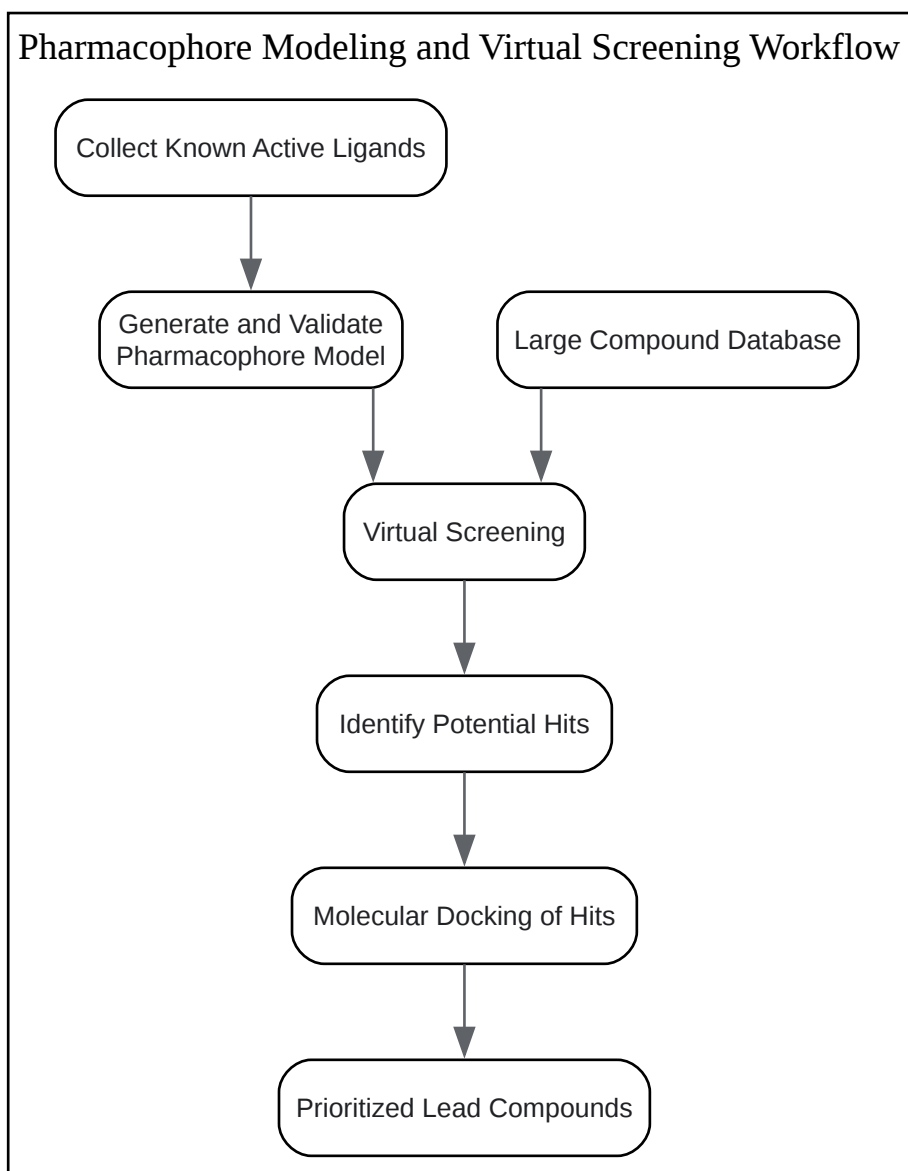 Pharmacophore Modeling and Virtual Screening Workflow
Collect Known Active Ligands
Generate and Validate
Pharmacophore Model
Large Compound Database
Virtual Screening
Identify Potential Hits
Molecular Docking of Hits
Prioritized Lead Compounds